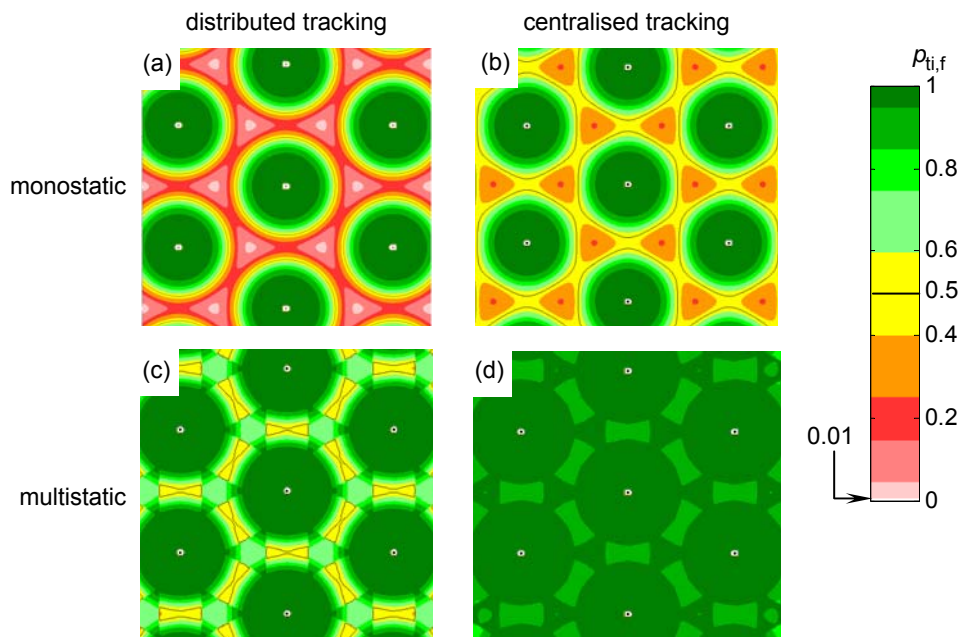 distributed tracking
centralised tracking
(a)
(b)
monostatic
(c)
(d)
multistatic
pti,f
1
0.8
0.6
0.5
0.4
0.2
0
0.01